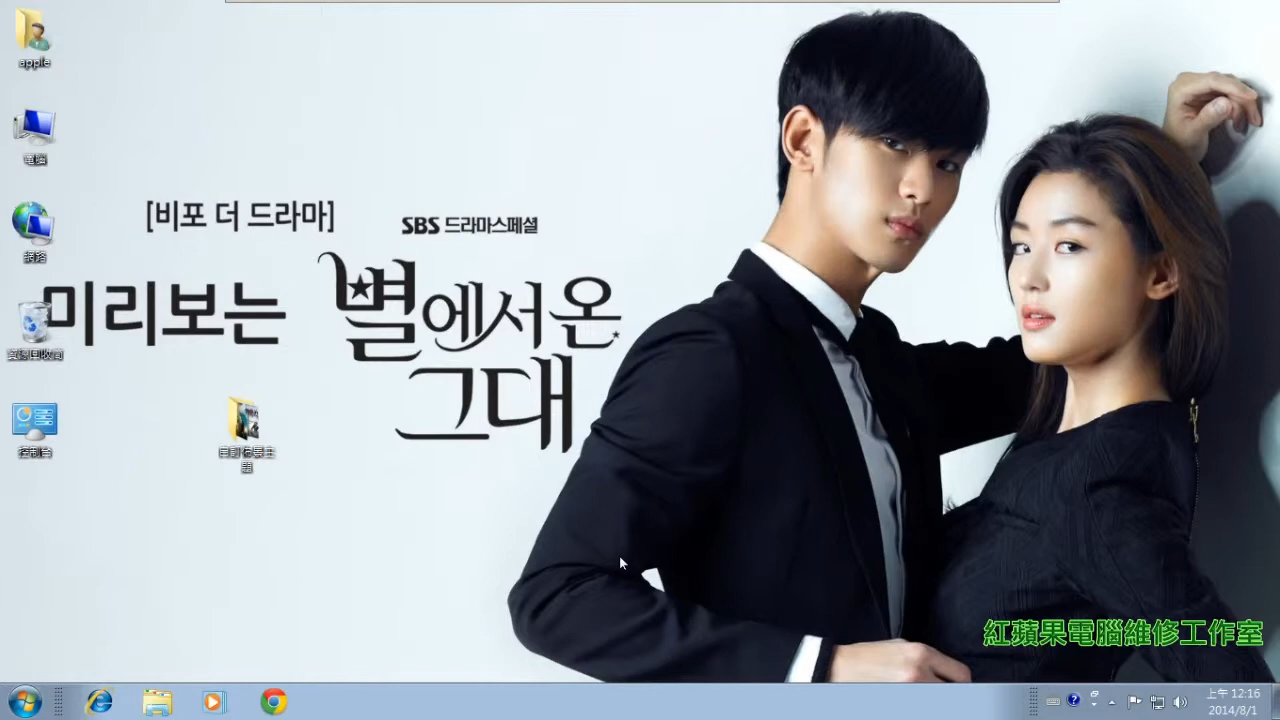 apple
電腦
網路
資源回收筒
控制台
[비포 더 드라마]
SBS 드라마스페셜
미리보는
별에서 온
그대
紅蘋果電腦維修工作室
上午 12:16
2014/8/1